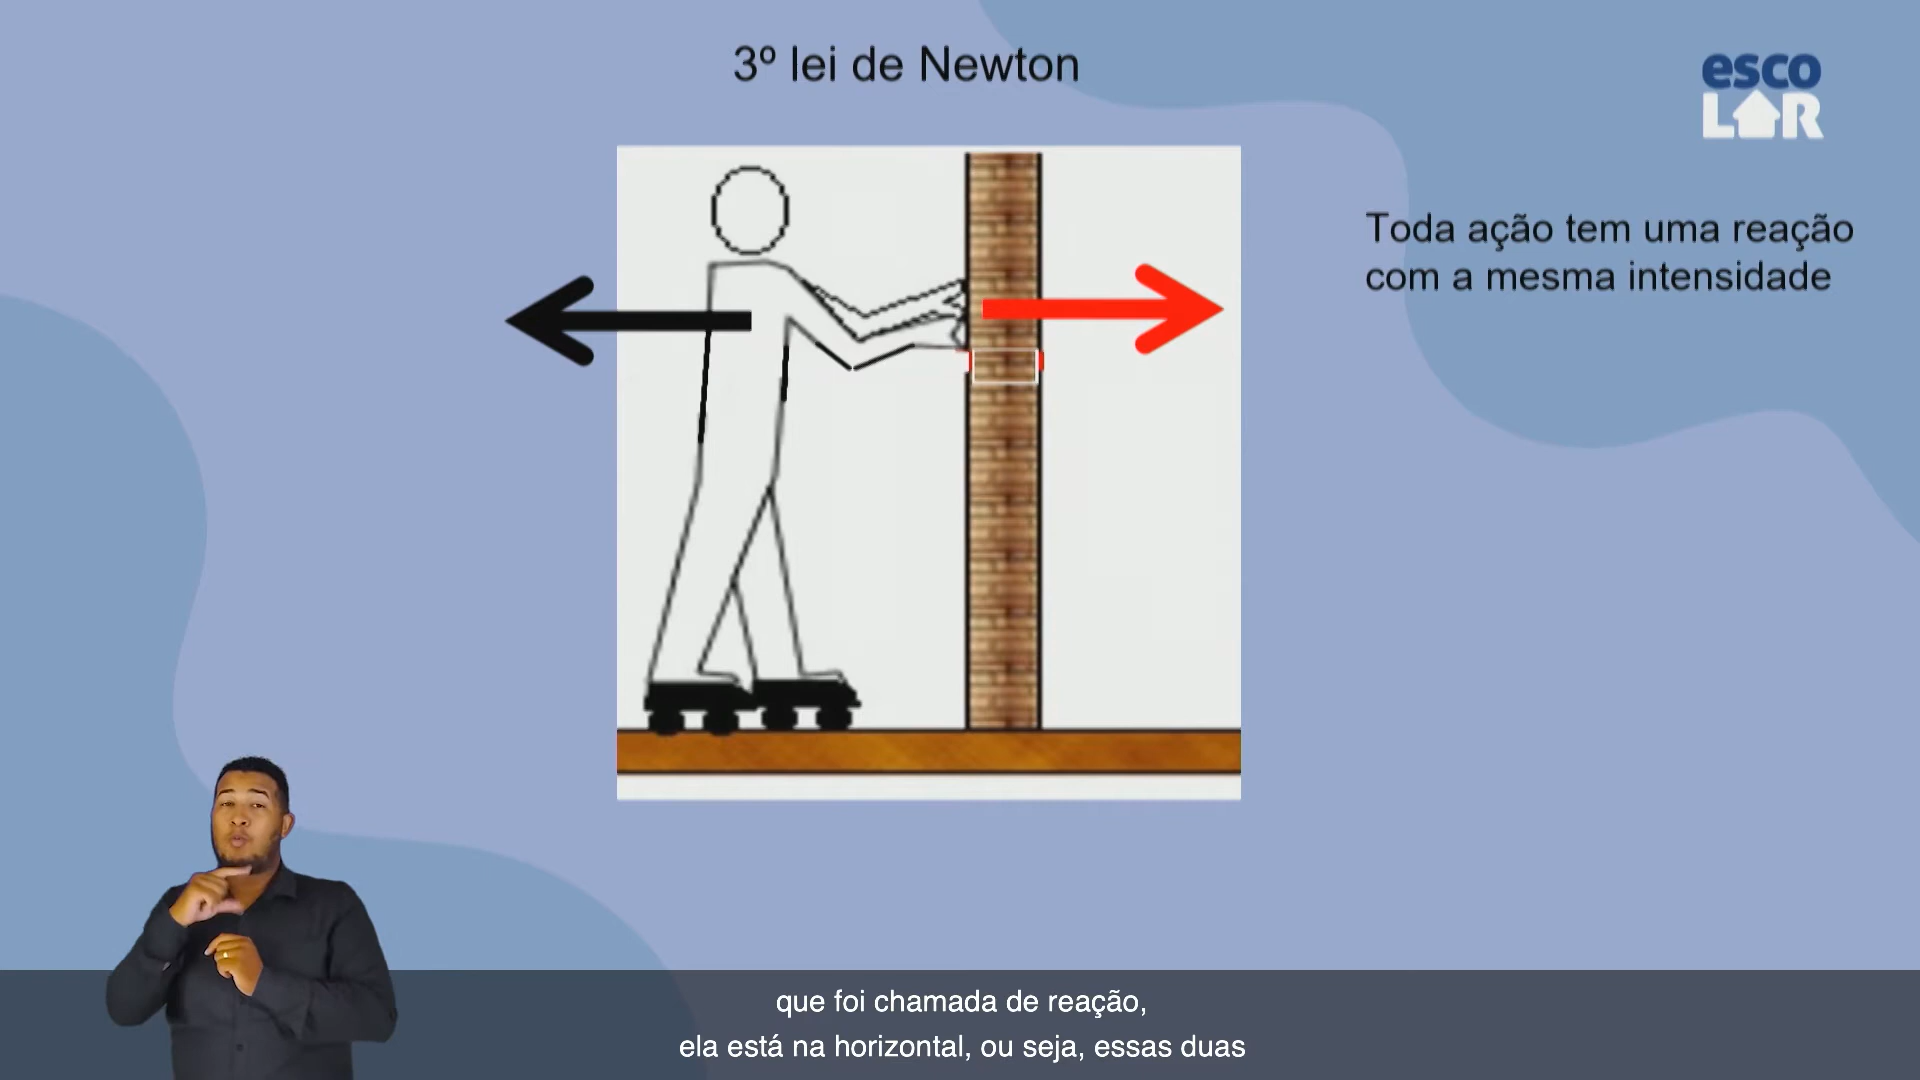 3º lei de Newton
esco
LAR
Toda ação tem uma reação
com a mesma intensidade
que foi chamada de reação,
ela está na horizontal, ou seja, essas duas